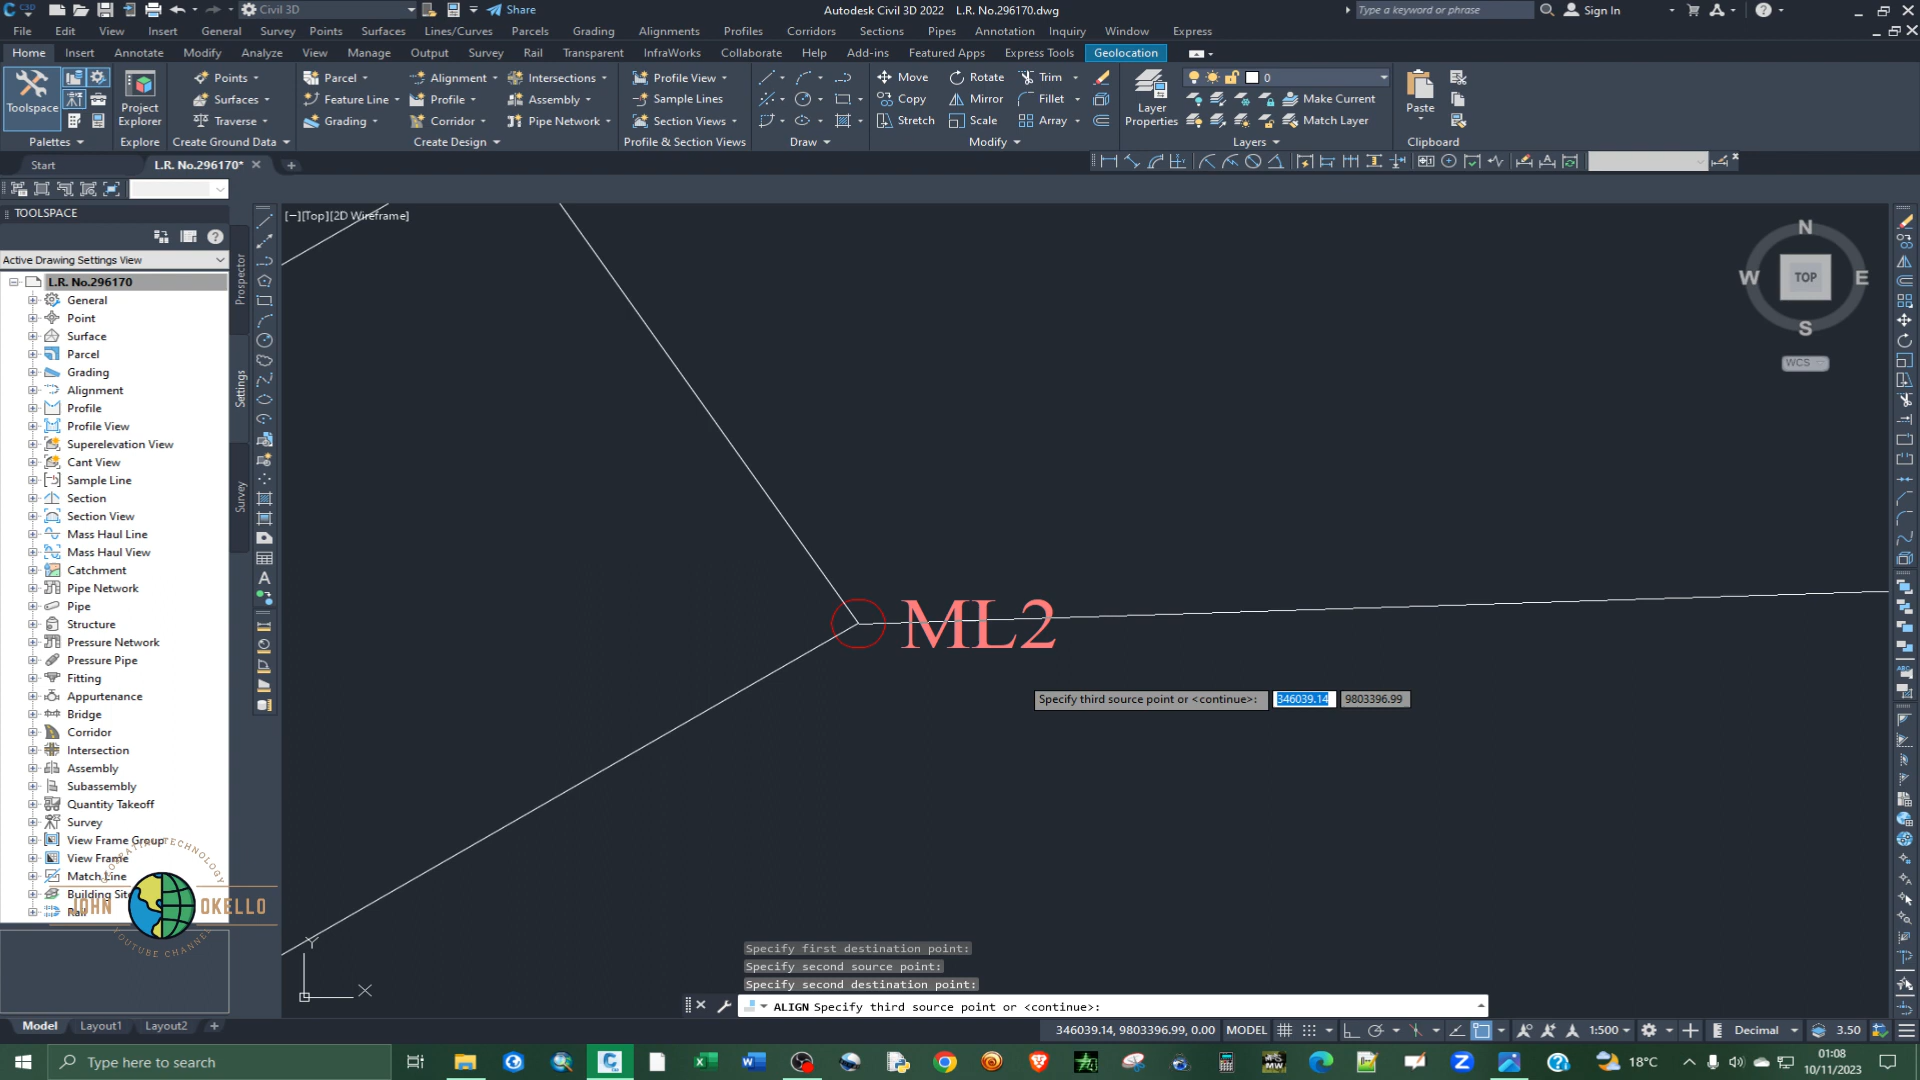 Civil 3D
Share
Autodesk Civil 3D 2022 L.R. No.296170.dwg
Type a keyword or phrase
Sign In
File Edit View Insert General Survey Points Surfaces Lines/Curves Parcels Grading Alignments Profiles Corridors Sections Pipes Annotation Inquiry Window Express
Home Insert Annotate Modify Analyze View Manage Output Survey Rail Transparent InfraWorks Collaborate Help Add-ins Featured Apps Express Tools Geolocation
Points Parcel Alignment Intersections Profile View Move Rotate Trim 0
Toolspace Project Explorer Surfaces Feature Line Profile Assembly Sample Lines Copy Mirror Fillet Layer Properties Make Current Paste
Traverse Grading Corridor Pipe Network Section Views Stretch Scale Array Match Layer
Palettes Explore Create Ground Data Create Design Profile & Section Views Draw Modify Layers Clipboard
Start L.R. No.296170*
TOOLSPACE
Active Drawing Settings View
L.R. No.296170
General
Point
Surface
Parcel
Grading
Alignment
Profile
Profile View
Superelevation View
Cant View
Sample Line
Section
Section View
Mass Haul Line
Mass Haul View
Catchment
Pipe Network
Pipe
Structure
Pressure Network
Pressure Pipe
Fitting
Appurtenance
Bridge
Corridor
Intersection
Assembly
Subassembly
Quantity Takeoff
Survey
View Frame Group
View Frame
Match Line
Building Site
Rail
Prospector
Settings
Survey
GEOSPATIAL TECHNOLOGY
JOHN OKELLO
YOUTUBE CHANNEL
[−][Top][2D Wireframe]
N
W TOP E
S
WCS
ML2
Specify third source point or <continue>: 346039.14 9803396.99
Y
X
Specify first destination point:
Specify second source point:
Specify second destination point:
ALIGN Specify third source point or <continue>:
Model Layout1 Layout2
346039.14, 9803396.99, 0.00 MODEL 1:500 Decimal 3.50
Type here to search
18°C
01:08
10/11/2023